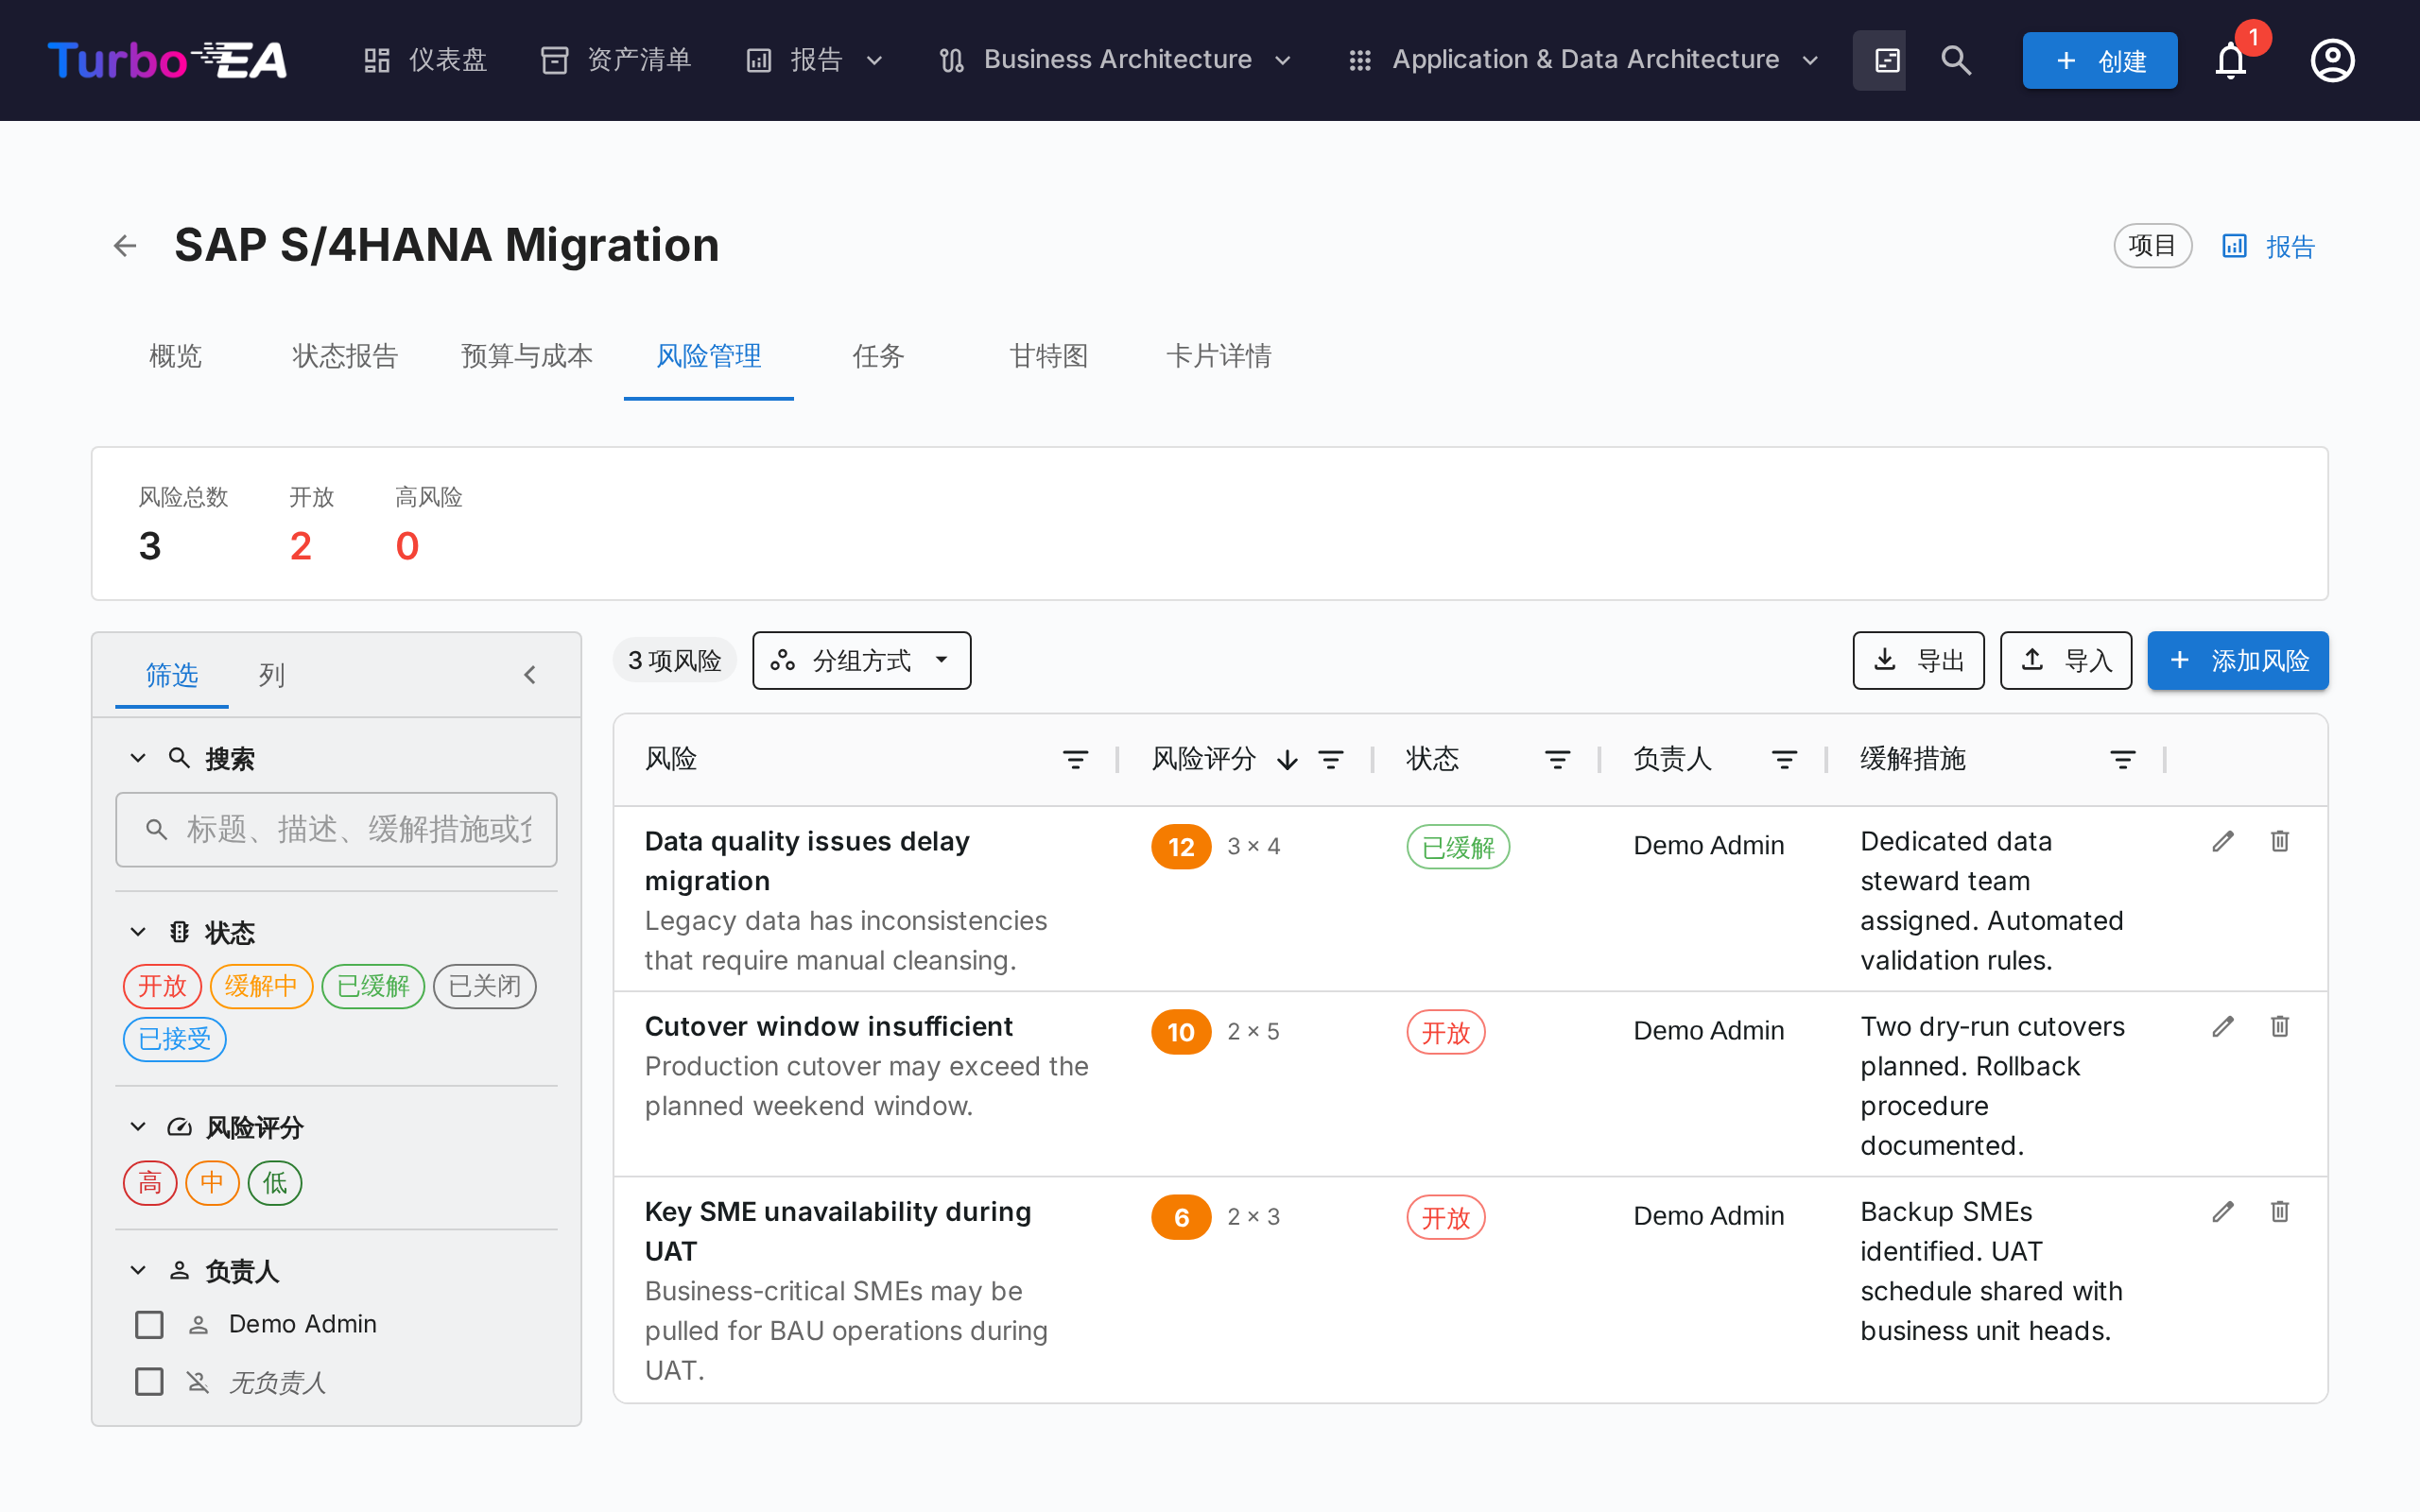 Turbo EA
仪表盘
资产清单
报告
Business Architecture
Application & Data Architecture
创建
1
SAP S/4HANA Migration
项目
报告
概览
状态报告
预算与成本
风险管理
任务
甘特图
卡片详情
风险总数
3
开放
2
高风险
0
筛选
列
搜索
标题、描述、缓解措施或
状态
开放
缓解中
已缓解
已关闭
已接受
风险评分
高
中
低
负责人
Demo Admin
无负责人
3 项风险
分组方式
导出
导入
添加风险
风险
风险评分
状态
负责人
缓解措施
Data quality issues delay
migration
Legacy data has inconsistencies
that require manual cleansing.
12
3 × 4
已缓解
Demo Admin
Dedicated data
steward team
assigned. Automated
validation rules.
Cutover window insufficient
Production cutover may exceed the
planned weekend window.
10
2 × 5
开放
Demo Admin
Two dry-run cutovers
planned. Rollback
procedure
documented.
Key SME unavailability during
UAT
Business-critical SMEs may be
pulled for BAU operations during
UAT.
6
2 × 3
开放
Demo Admin
Backup SMEs
identified. UAT
schedule shared with
business unit heads.